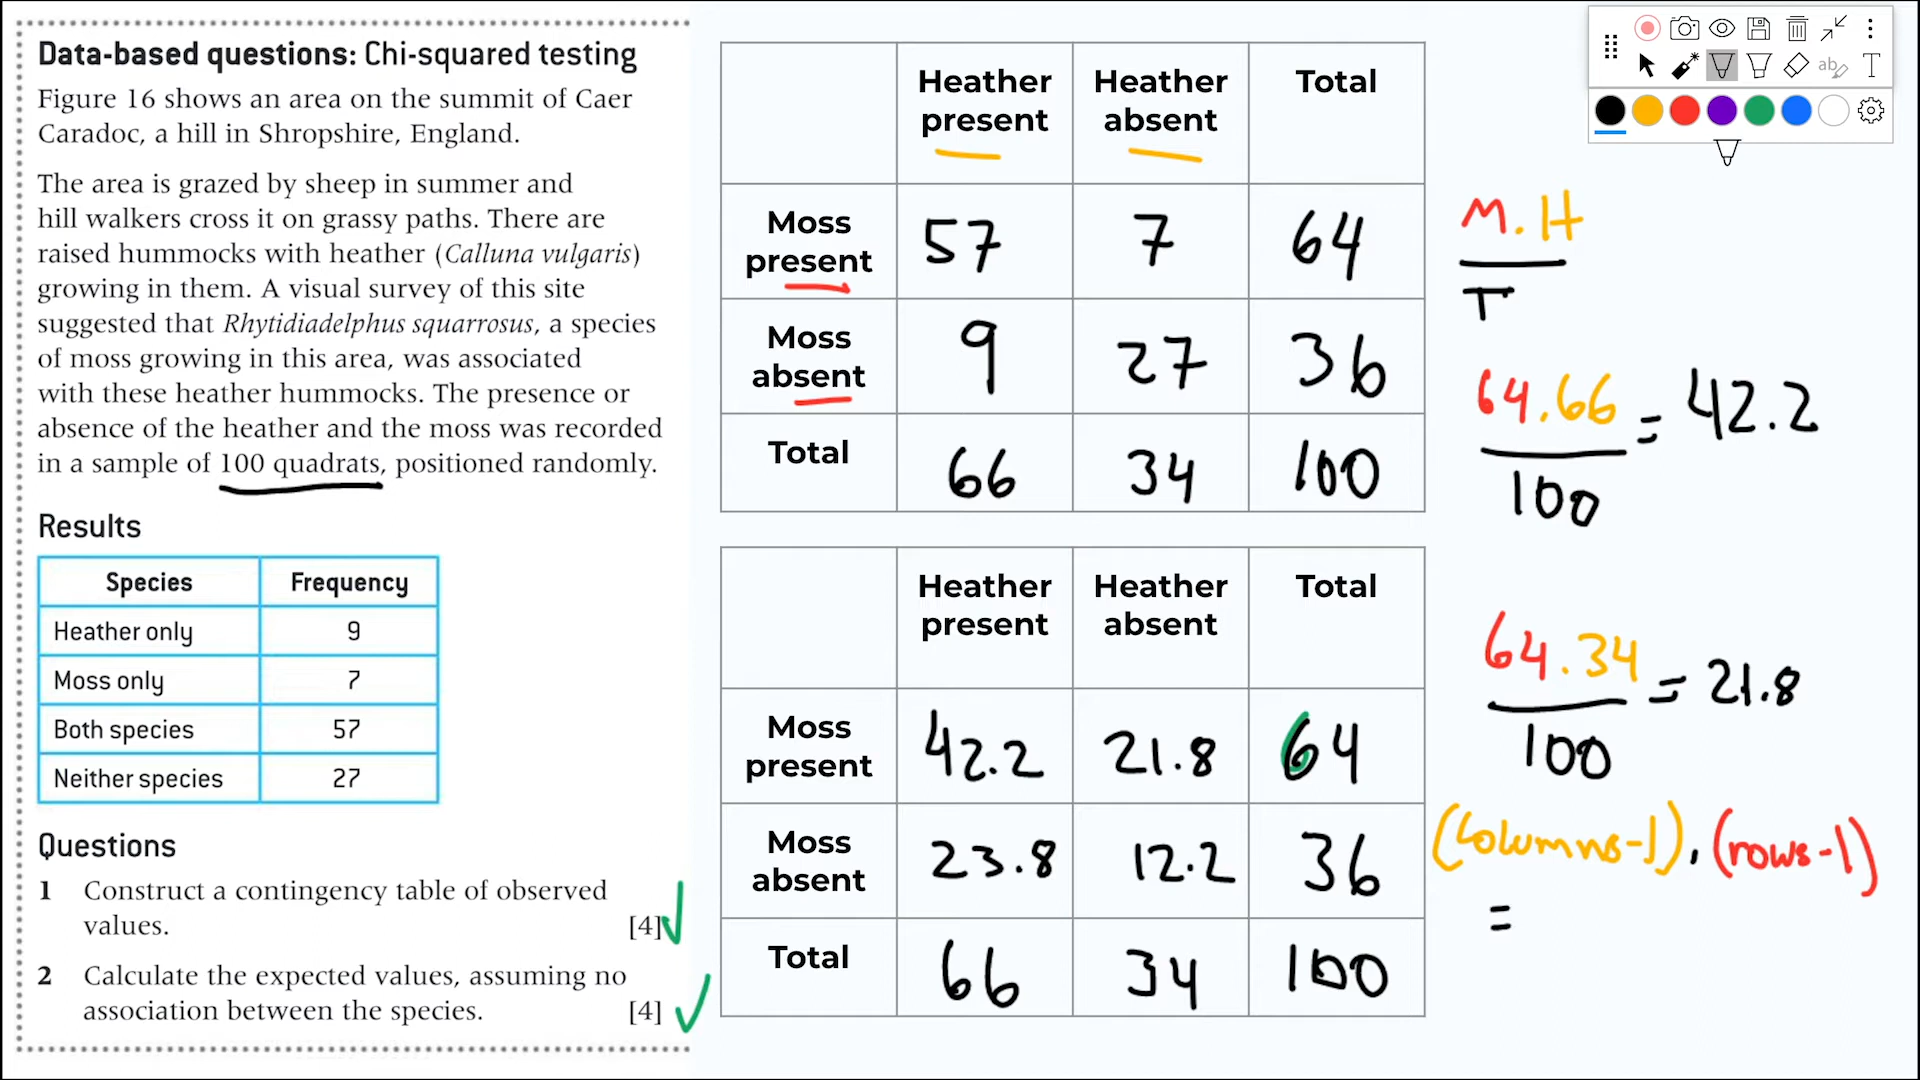 Data-based questions: Chi-squared testing
Figure 16 shows an area on the summit of Caer
Caradoc, a hill in Shropshire, England.
The area is grazed by sheep in summer and
hill walkers cross it on grassy paths. There are
raised hummocks with heather (Calluna vulgaris)
growing in them. A visual survey of this site
suggested that Rhytidiadelphus squarrosus, a species
of moss growing in this area, was associated
with these heather hummocks. The presence or
absence of the heather and the moss was recorded
in a sample of 100 quadrats, positioned randomly.
Results
Species Frequency
Heather only 9
Moss only 7
Both species 57
Neither species 27
Questions
1 Construct a contingency table of observed
values. [4]
2 Calculate the expected values, assuming no
association between the species. [4]
Heather present Heather absent Total
Moss present 57 7 64
Moss absent 9 27 36
Total 66 34 100
Heather present Heather absent Total
Moss present 42.2 21.8 64
Moss absent 23.8 12.2 36
Total 66 34 100
M.H
T
64.66 = 42.2
100
64.34 = 21.8
100
(columns-1).(rows-1)
=
ab
T